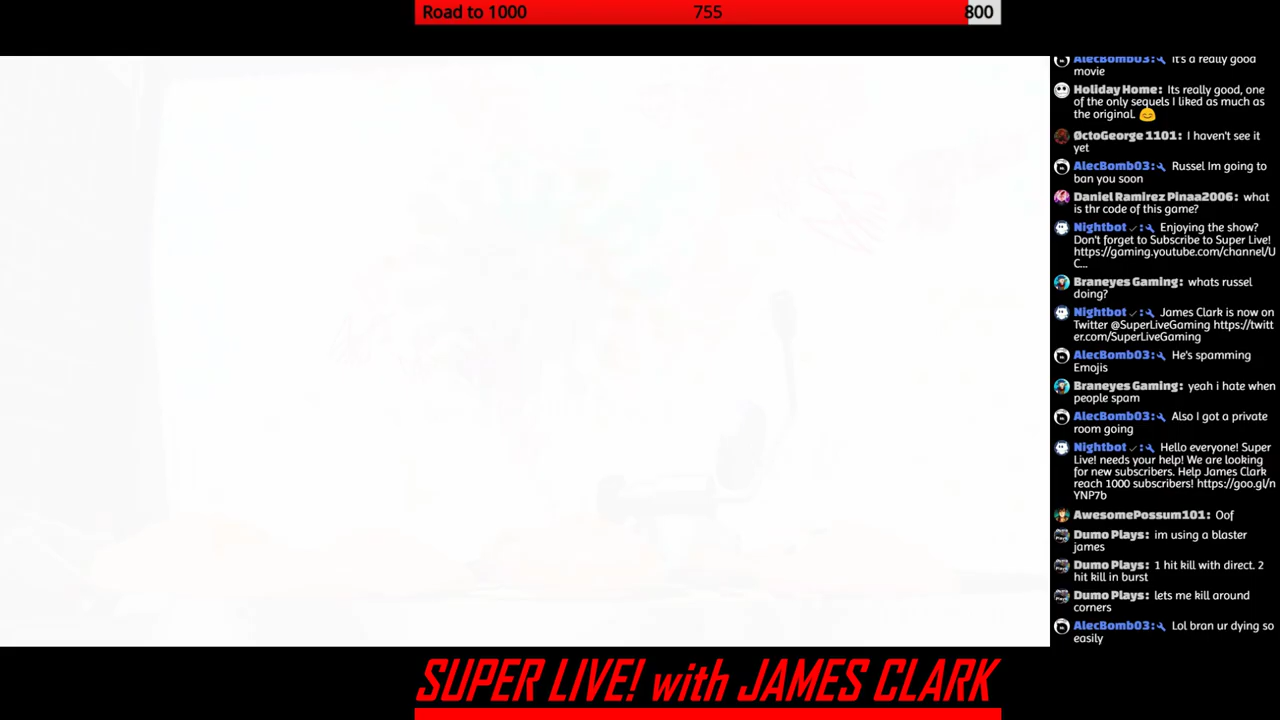 Road to 1000 755 800
AlecBomb03: It's a really good
movie
Holiday Home: Its really good, one
of the only sequels I liked as much as
the original. 😊
ØctoGeorge 1101: I haven't see it
yet
AlecBomb03: Russel Im going to
ban you soon
Daniel Ramirez Pinaa2006: what
is thr code of this game?
Nightbot ✓: Enjoying the show?
Don't forget to Subscribe to Super Live!
https://gaming.youtube.com/channel/U
C...
Braneyes Gaming: whats russel
doing?
Nightbot ✓: James Clark is now on
Twitter @SuperLiveGaming https://twitt
er.com/SuperLiveGaming
AlecBomb03: He's spamming
Emojis
Braneyes Gaming: yeah i hate when
people spam
AlecBomb03: Also I got a private
room going
Nightbot ✓: Hello everyone! Super
Live! needs your help! We are looking
for new subscribers. Help James Clark
reach 1000 subscribers! https://goo.gl/n
YNP7b
AwesomePossum101: Oof
Dumo Plays: im using a blaster
james
Dumo Plays: 1 hit kill with direct. 2
hit kill in burst
Dumo Plays: lets me kill around
corners
AlecBomb03: Lol bran ur dying so
easily
SUPER LIVE! with JAMES CLARK